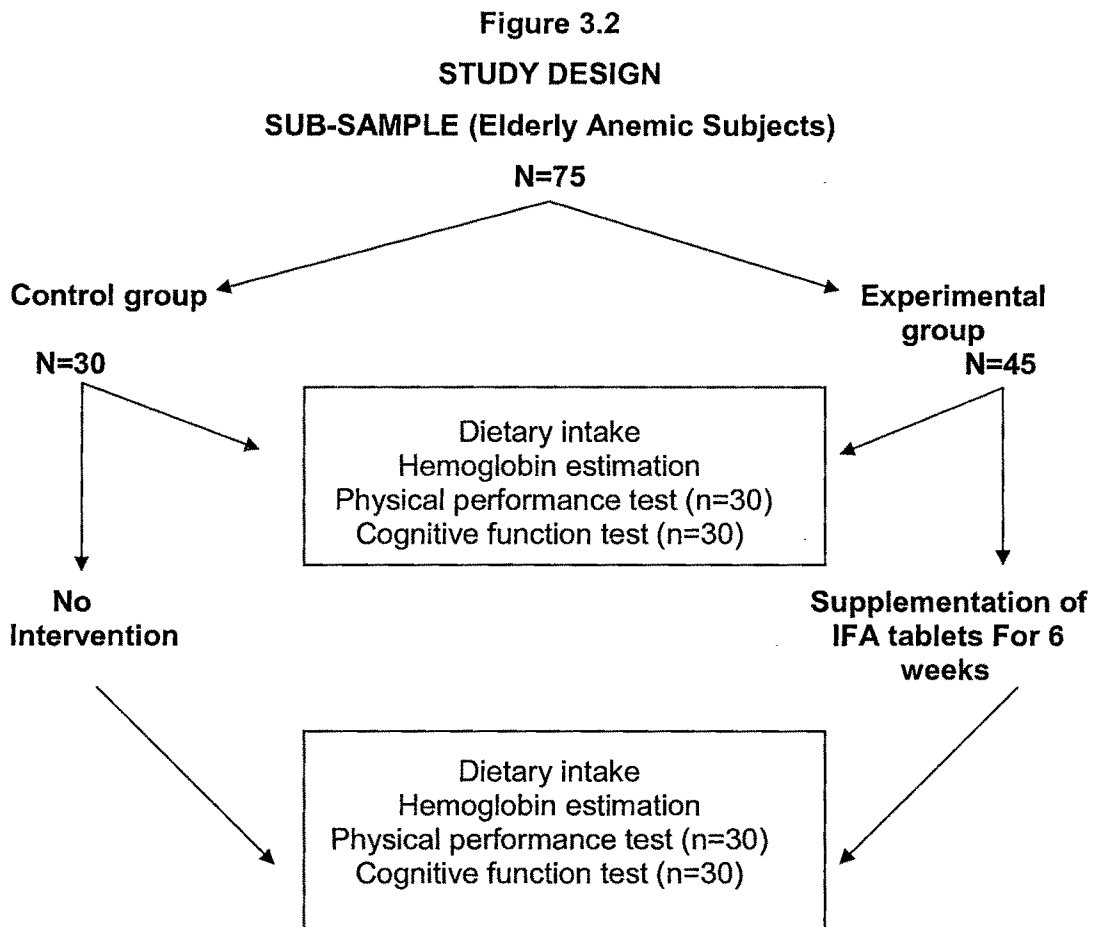 Figure 3.2
STUDY DESIGN
SUB-SAMPLE (Elderly Anemic Subjects)
N=75
Control group
Experimental
group
N=30
N=45
Dietary intake
Hemoglobin estimation
Physical performance test (n=30)
Cognitive function test (n=30)
No
Intervention
Supplementation of
IFA tablets For 6
weeks
Dietary intake
Hemoglobin estimation
Physical performance test (n=30)
Cognitive function test (n=30)